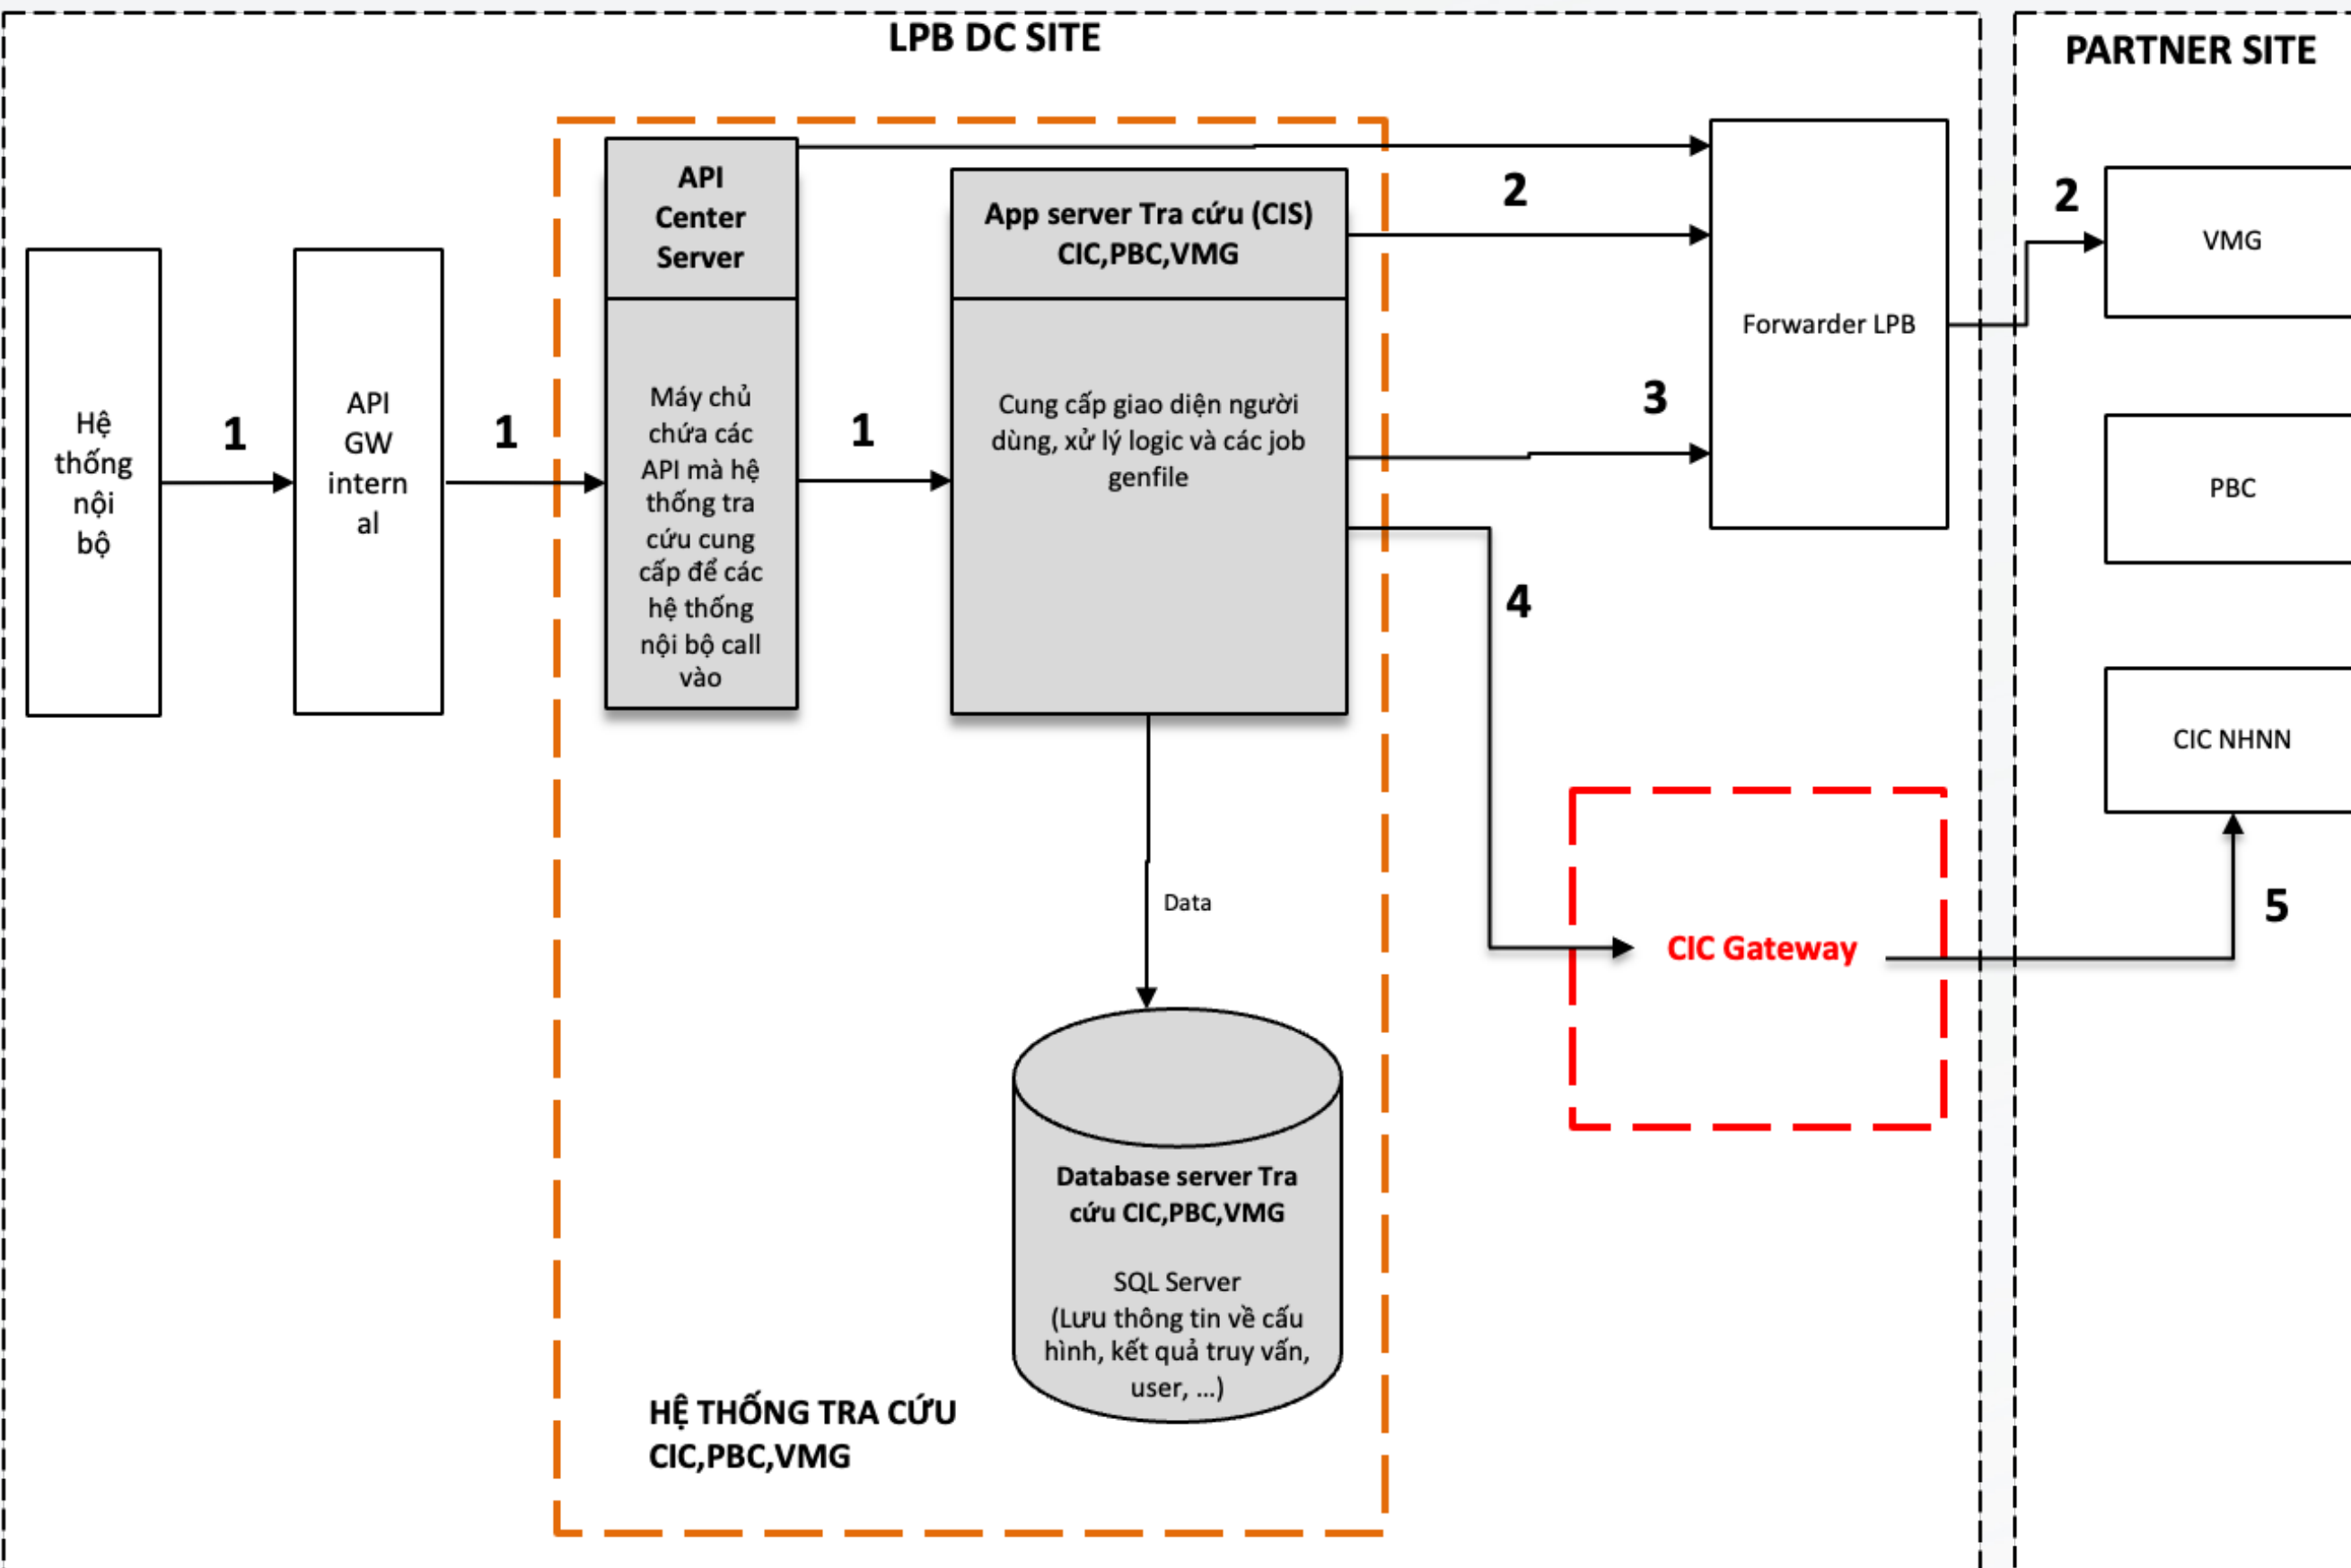 LPB DC SITE
PARTNER SITE
Hệ
thống
nội
bộ
1
API
GW
intern
al
1
API
Center
Server
Máy chủ
chứa các
API mà hệ
thống tra
cứu cung
cấp để các
hệ thống
nội bộ call
vào
1
App server Tra cứu (CIS)
CIC,PBC,VMG
Cung cấp giao diện người
dùng, xử lý logic và các job
genfile
2
3
4
Forwarder LPB
2
VMG
PBC
CIC NHNN
5
CIC Gateway
Data
Database server Tra
cứu CIC,PBC,VMG
SQL Server
(Lưu thông tin về cấu
hình, kết quả truy vấn,
user, ...)
HỆ THỐNG TRA CỨU
CIC,PBC,VMG